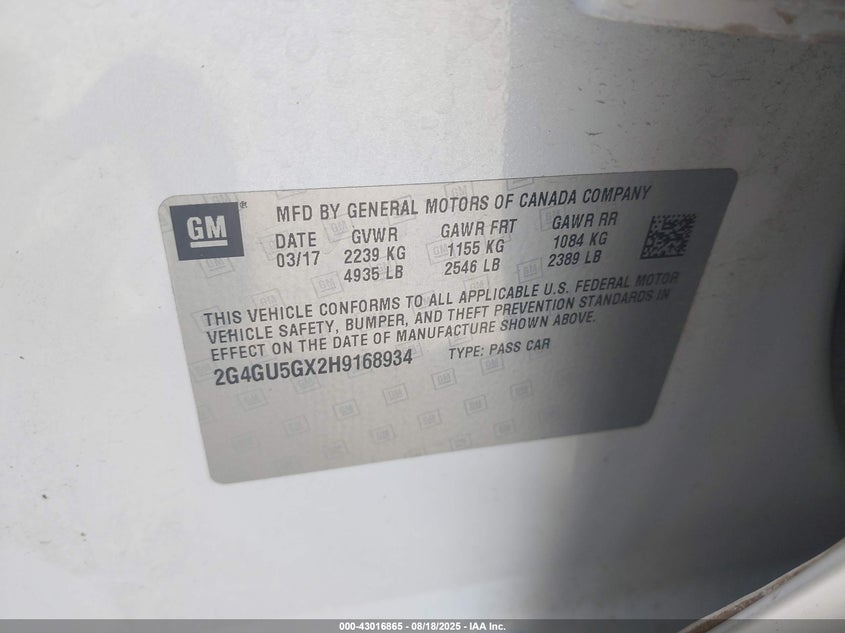 GM ®
MFD BY GENERAL MOTORS OF CANADA COMPANY
DATE GVWR GAWR FRT GAWR RR
03/17 2239 KG 1155 KG 1084 KG
4935 LB 2546 LB 2389 LB
THIS VEHICLE CONFORMS TO ALL APPLICABLE U.S. FEDERAL MOTOR
VEHICLE SAFETY, BUMPER, AND THEFT PREVENTION STANDARDS IN
EFFECT ON THE DATE OF MANUFACTURE SHOWN ABOVE.
2G4GU5GX2H9168934 TYPE: PASS CAR
000-43016865 - 08/18/2025 - IAA Inc.